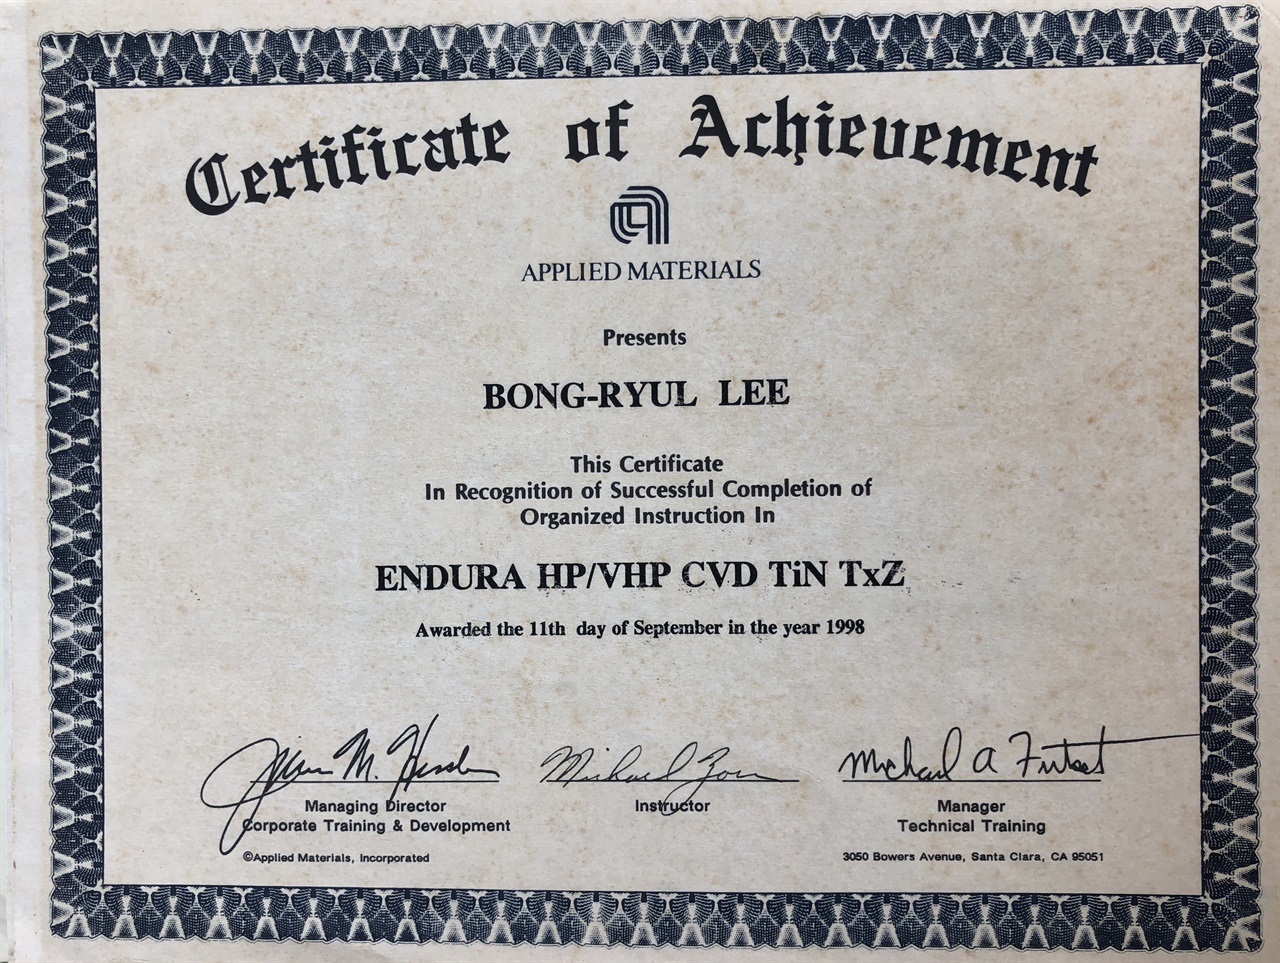 Certificate of Achievement
APPLIED MATERIALS
Presents
BONG-RYUL LEE
This Certificate
In Recognition of Successful Completion of
Organized Instruction In
ENDURA HP/VHP CVD TiN TxZ
Awarded the 11th day of September in the year 1998
M. Michael Michael A
Managing Director Instructor Manager
Corporate Training & Development Technical Training
©Applied Materials, Incorporated 3050 Bowers Avenue, Santa Clara, CA 95051